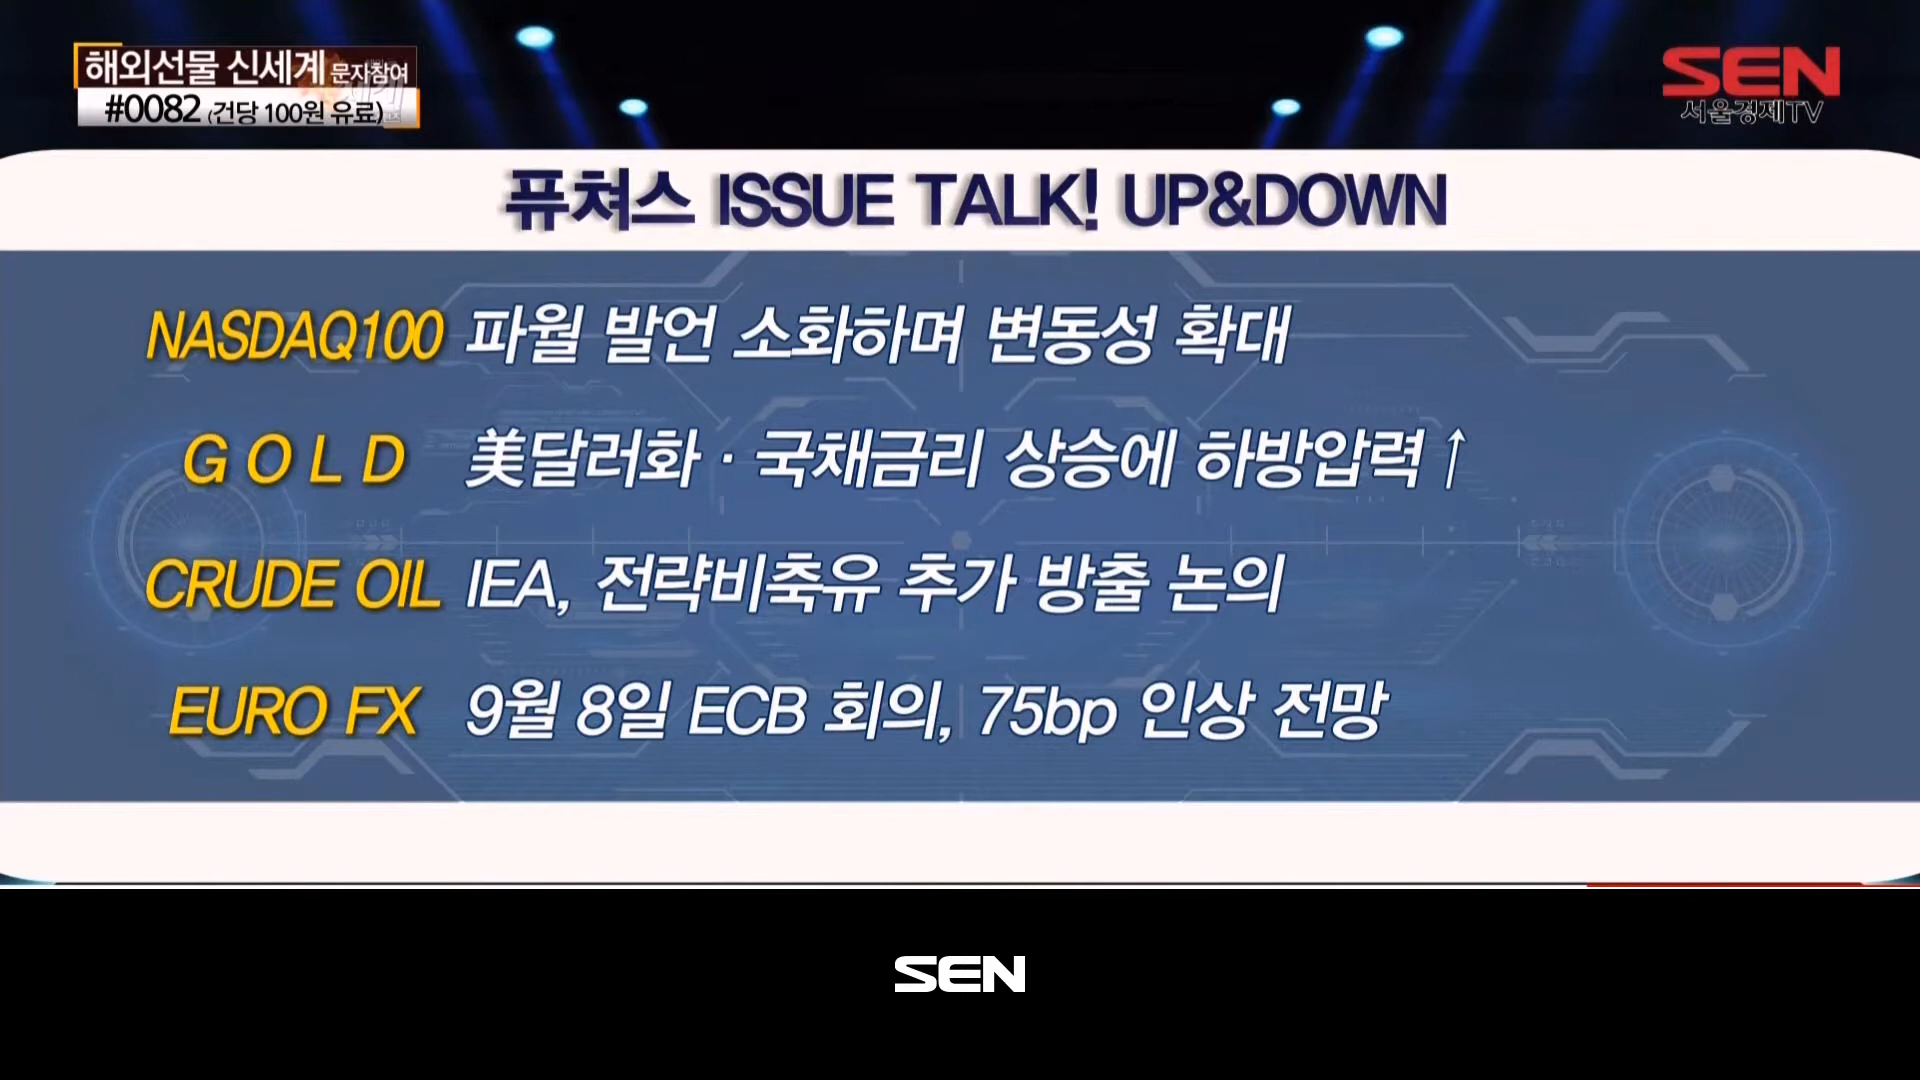 해외선물 신세계 문자참여
#0082 (건당 100원 유료)
SEN
서울경제TV
퓨쳐스 ISSUE TALK! UP&DOWN
NASDAQ100 파월 발언 소화하며 변동성 확대
GOLD 美달러화·국채금리 상승에 하방압력↑
CRUDE OIL IEA, 전략비축유 추가 방출 논의
EURO FX 9월 8일 ECB 회의, 75bp 인상 전망
SEN